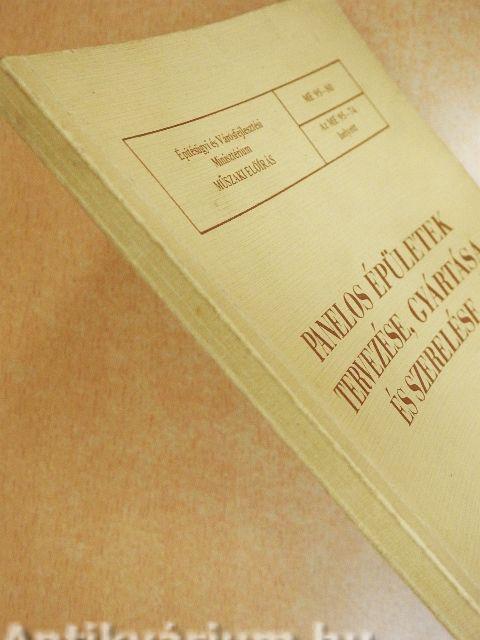 Építésügyi és Városfejlesztési
Minisztérium
MŰSZAKI ELŐÍRÁS
ME 95-80
Az ME 95-74
helyett
PANELOS ÉPÜLETEK
TERVEZÉSE, GYÁRTÁSA
ÉS SZERELÉSE
Antikvárium.hu